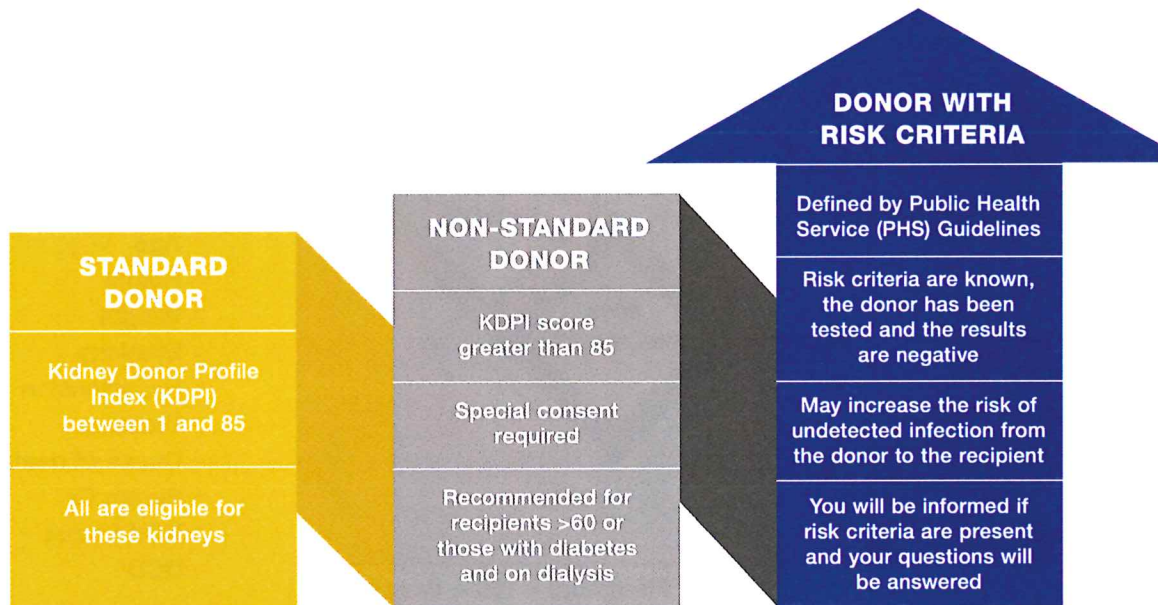 STANDARD
DONOR
Kidney Donor Profile
Index (KDPI)
between 1 and 85
All are eligible for
these kidneys
NON-STANDARD
DONOR
KDPI score
greater than 85
Special consent
required
Recommended for
recipients >60 or
those with diabetes
and on dialysis
DONOR WITH
RISK CRITERIA
Defined by Public Health
Service (PHS) Guidelines
Risk criteria are known,
the donor has been
tested and the results
are negative
May increase the risk of
undetected infection from
the donor to the recipient
You will be informed if
risk criteria are present
and your questions will
be answered